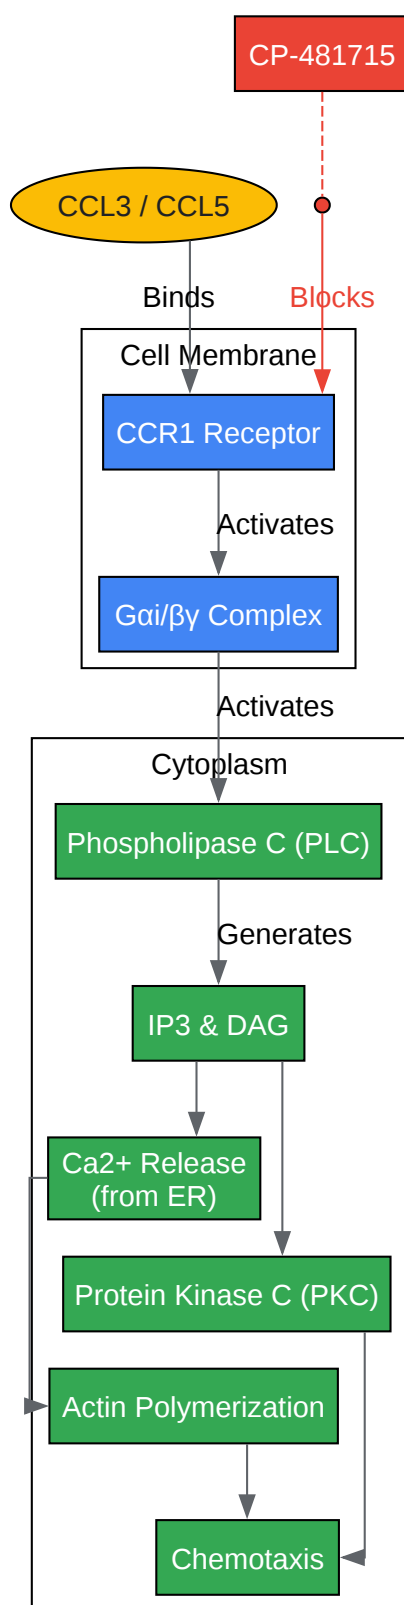 CP-481715
CCL3 / CCL5
Binds
Blocks
Cell Membrane
CCR1 Receptor
Activates
Gαi/βγ Complex
Activates
Cytoplasm
Phospholipase C (PLC)
Generates
IP3 & DAG
Ca2+ Release
(from ER)
Protein Kinase C (PKC)
Actin Polymerization
Chemotaxis